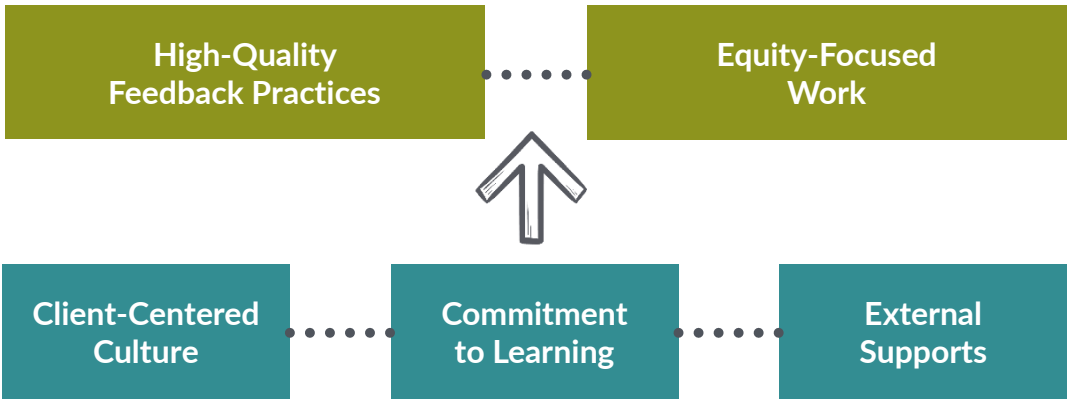 High-Quality
Feedback Practices
Equity-Focused
Work
Client-Centered
Culture
Commitment
to Learning
External
Supports